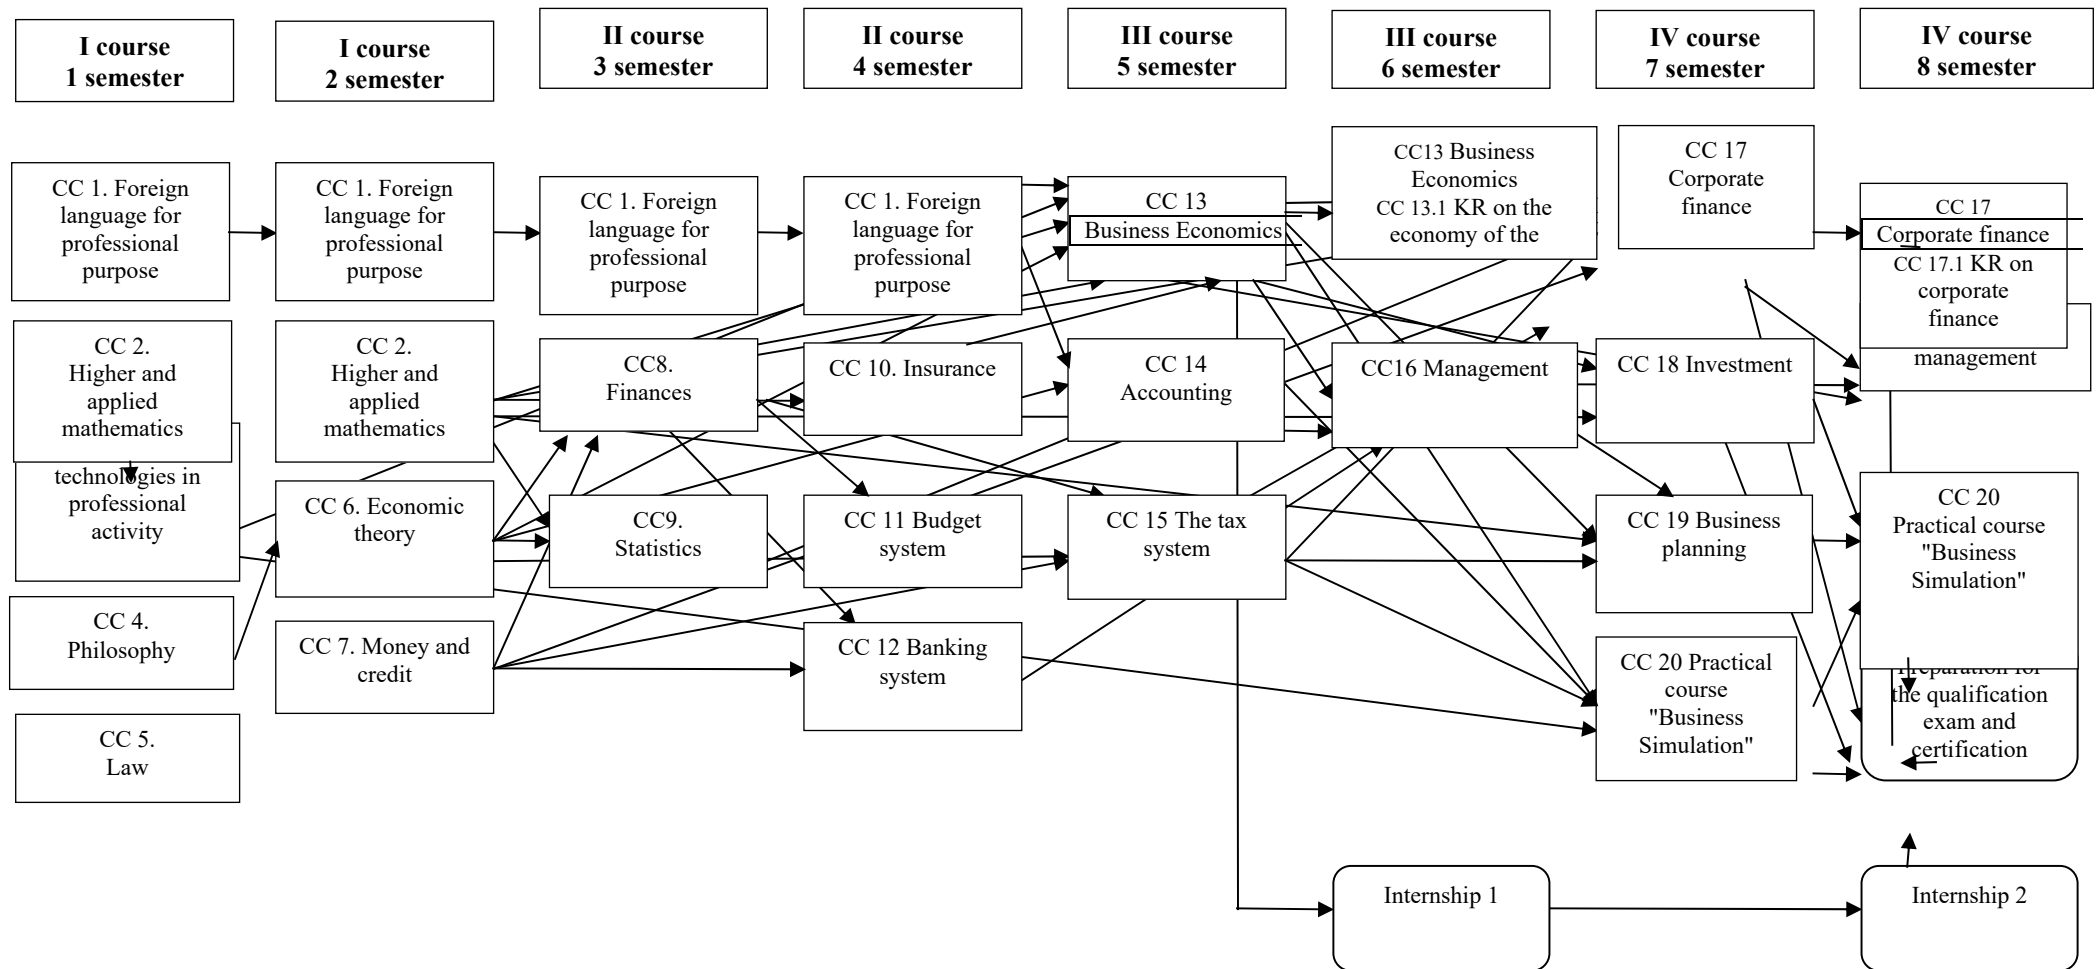 I course
1 semester
I course
2 semester
II course
3 semester
II course
4 semester
III course
5 semester
III course
6 semester
IV course
7 semester
IV course
8 semester
CC 1. Foreign
language for
professional
purpose
CC 2.
Higher and
applied
mathematics
technologies in
professional
activity
CC 4.
Philosophy
CC 5.
Law
CC 1. Foreign
language for
professional
purpose
CC 2.
Higher and
applied
mathematics
CC 6. Economic
theory
CC 7. Money and
credit
CC 1. Foreign
language for
professional
purpose
CC8.
Finances
CC9.
Statistics
CC 1. Foreign
language for
professional
purpose
CC 10. Insurance
CC 11 Budget
system
CC 12 Banking
system
CC 13
Business Economics
CC 14
Accounting
CC 15 The tax
system
CC13 Business
Economics
CC 13.1 KR on the
economy of the
CC16 Management
Internship 1
CC 17
Corporate
finance
CC 18 Investment
CC 19 Business
planning
CC 20 Practical
course
"Business
Simulation"
CC 17
Corporate finance
CC 17.1 KR on
corporate
finance
management
CC 20
Practical course
"Business
Simulation"
Preparation for
the qualification
exam and
certification
Internship 2